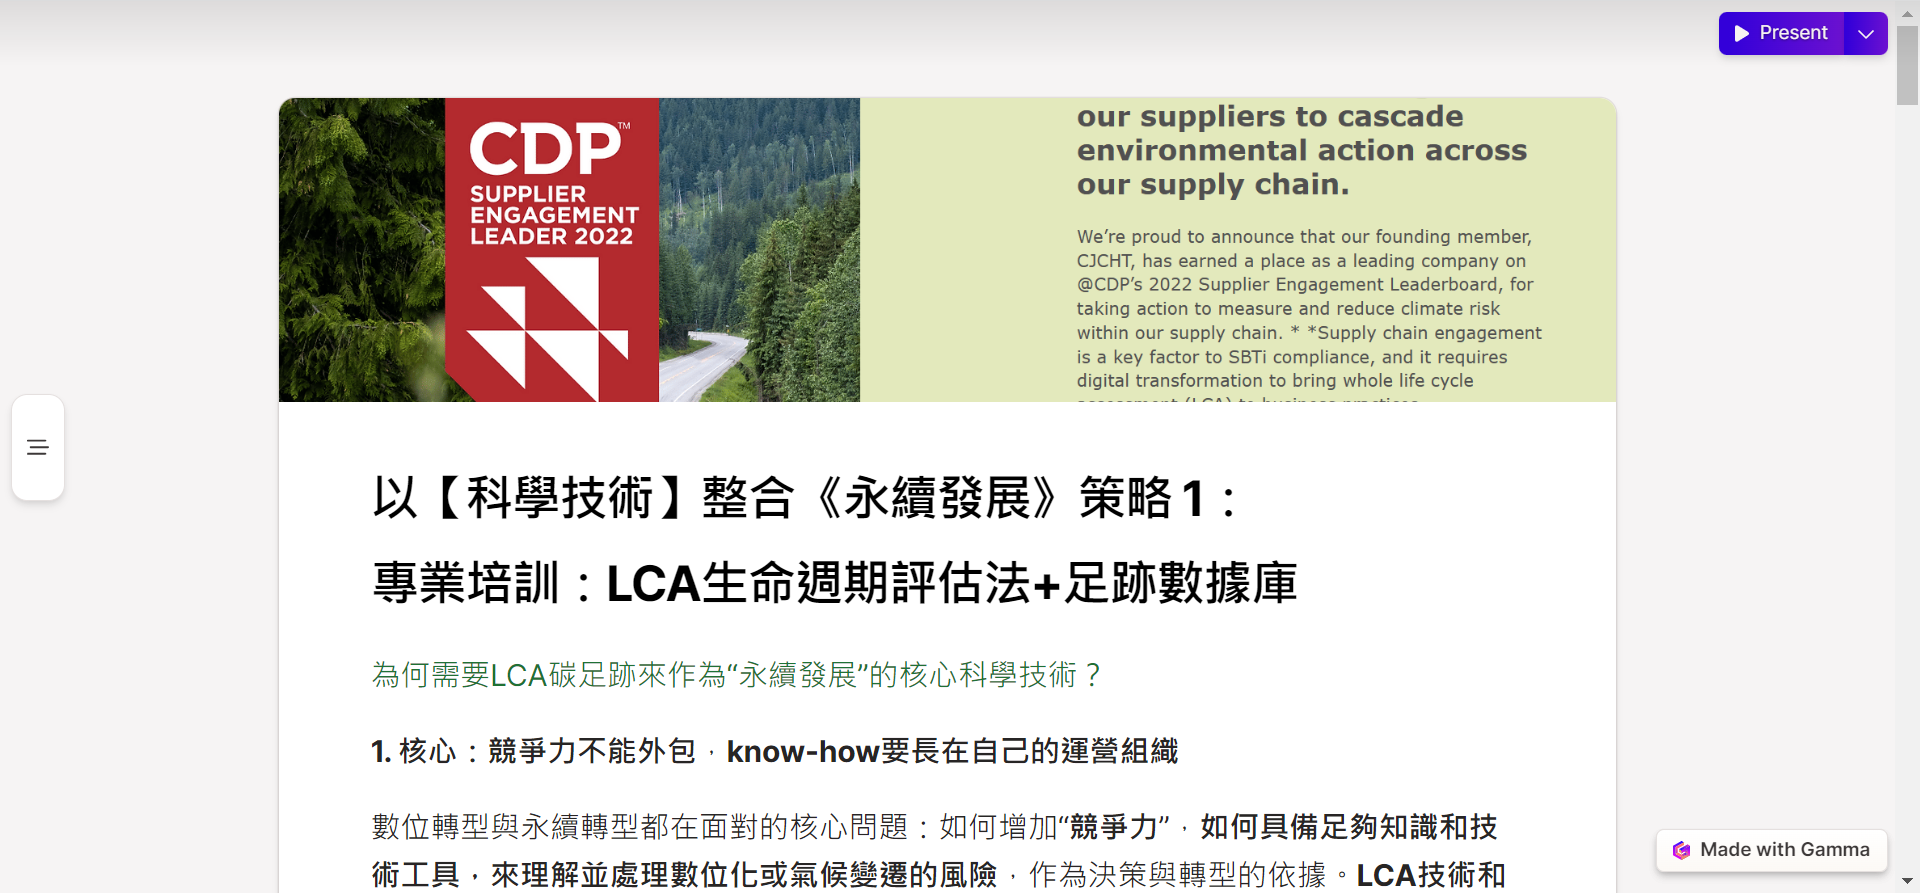 Present
CDP™
SUPPLIER
ENGAGEMENT
LEADER 2022
our suppliers to cascade
environmental action across
our supply chain.
We’re proud to announce that our founding member,
CJCHT, has earned a place as a leading company on
@CDP’s 2022 Supplier Engagement Leaderboard, for
taking action to measure and reduce climate risk
within our supply chain. * *Supply chain engagement
is a key factor to SBTi compliance, and it requires
digital transformation to bring whole life cycle
assessment (LCA) to business practices.
以【科學技術】整合《永續發展》策略 1：
專業培訓：LCA生命週期評估法+足跡數據庫
為何需要LCA碳足跡來作為“永續發展”的核心科學技術？
1. 核心：競爭力不能外包，know-how要長在自己的運營組織
數位轉型與永續轉型都在面對的核心問題：如何增加“競爭力”，如何具備足夠知識和技
術工具，來理解並處理數位化或氣候變遷的風險，作為決策與轉型的依據。LCA技術和
Made with Gamma